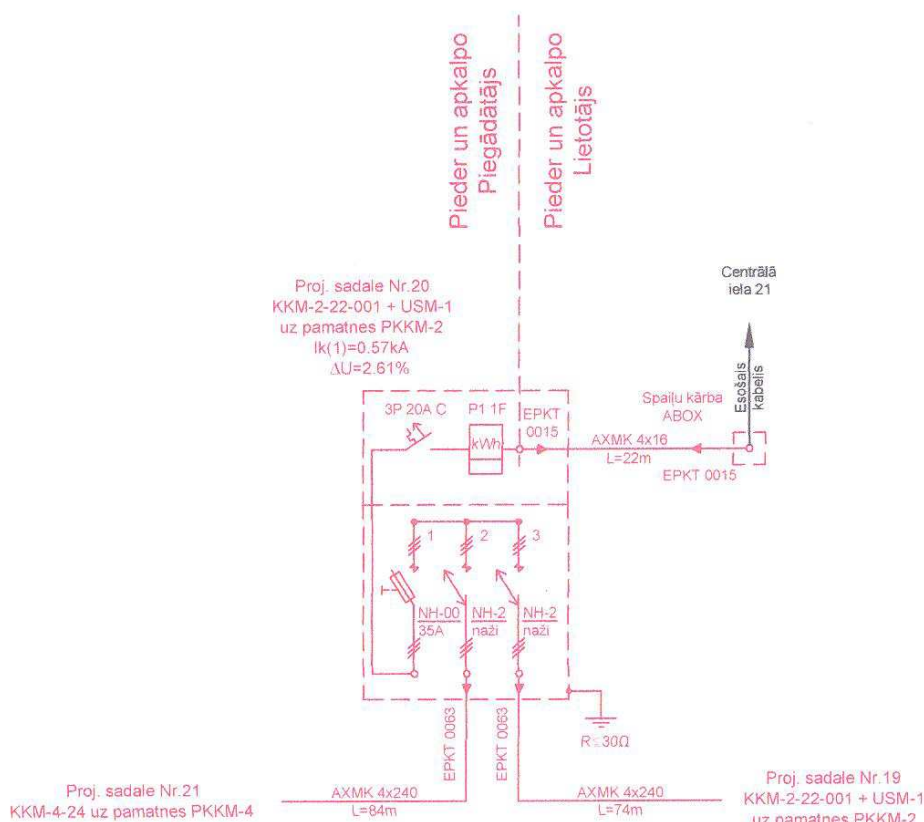 Pieder un apkalpo
Piegādātājs
Pieder un apkalpo
Lietotājs
Centrālā
iela 21
Proj. sadale Nr.20
KKM-2-22-001 + USM-1
uz pamatnes PKKM-2
Ik(1)=0.57kA
ΔU=2.61%
Esošais
kabelis
Spaiļu kārba
ABOX
3P 20A C
P1 1F
EPKT
0015
kWh
AXMK 4x16
L=22m
EPKT 0015
1
2
3
NH-00
35A
NH-2
naži
NH-2
naži
EPKT 0063
EPKT 0063
R≤30Ω
Proj. sadale Nr.21
KKM-4-24 uz pamatnes PKKM-4
AXMK 4x240
L=84m
AXMK 4x240
L=74m
Proj. sadale Nr.19
KKM-2-22-001 + USM-1
uz pamatnes PKKM-2